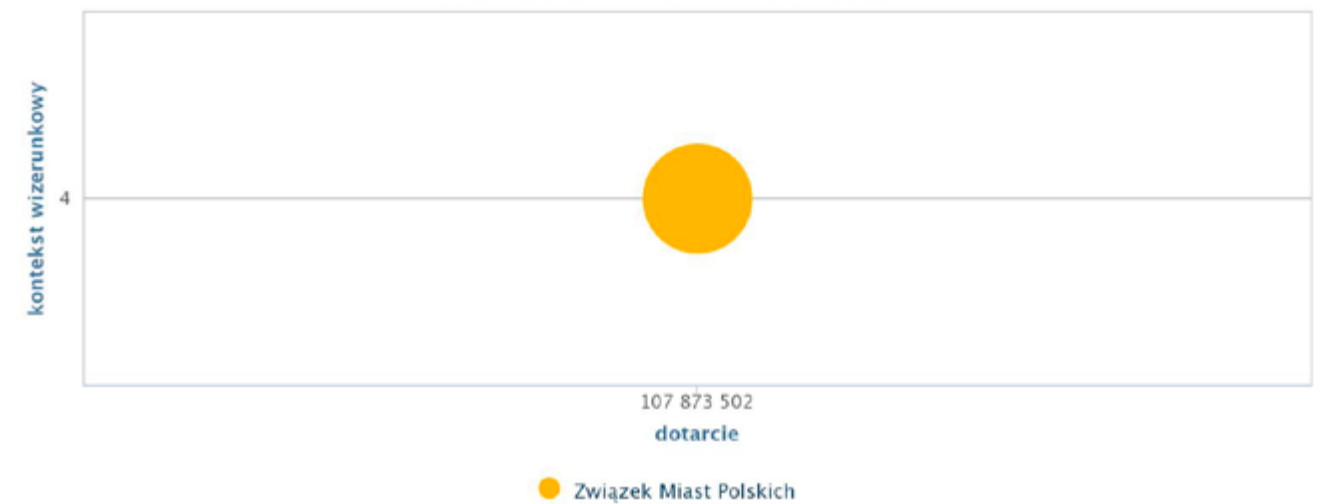 kontekst wizerunkowy
4
107 873 502
dotarcie
Związek Miast Polskich